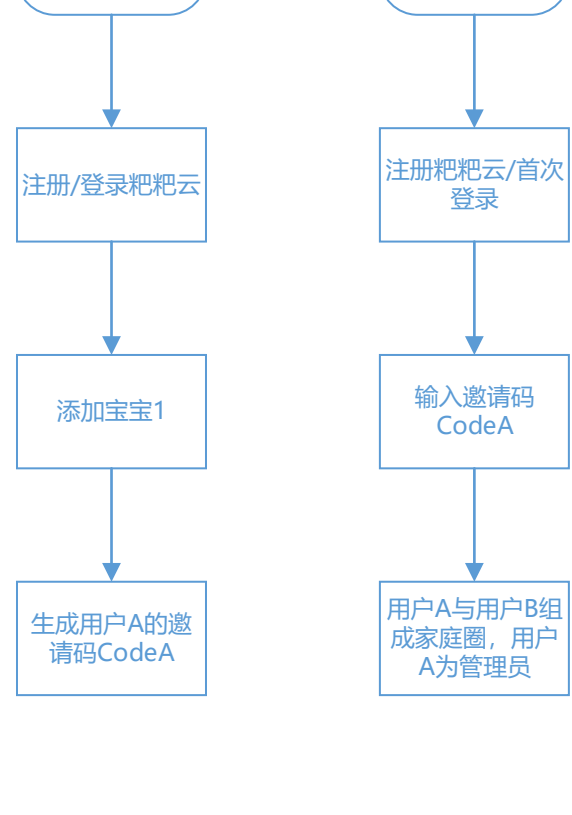 注册/登录粑粑云
添加宝宝1
生成用户A的邀
请码CodeA
注册粑粑云/首次
登录
输入邀请码
CodeA
用户A与用户B组
成家庭圈，用户
A为管理员